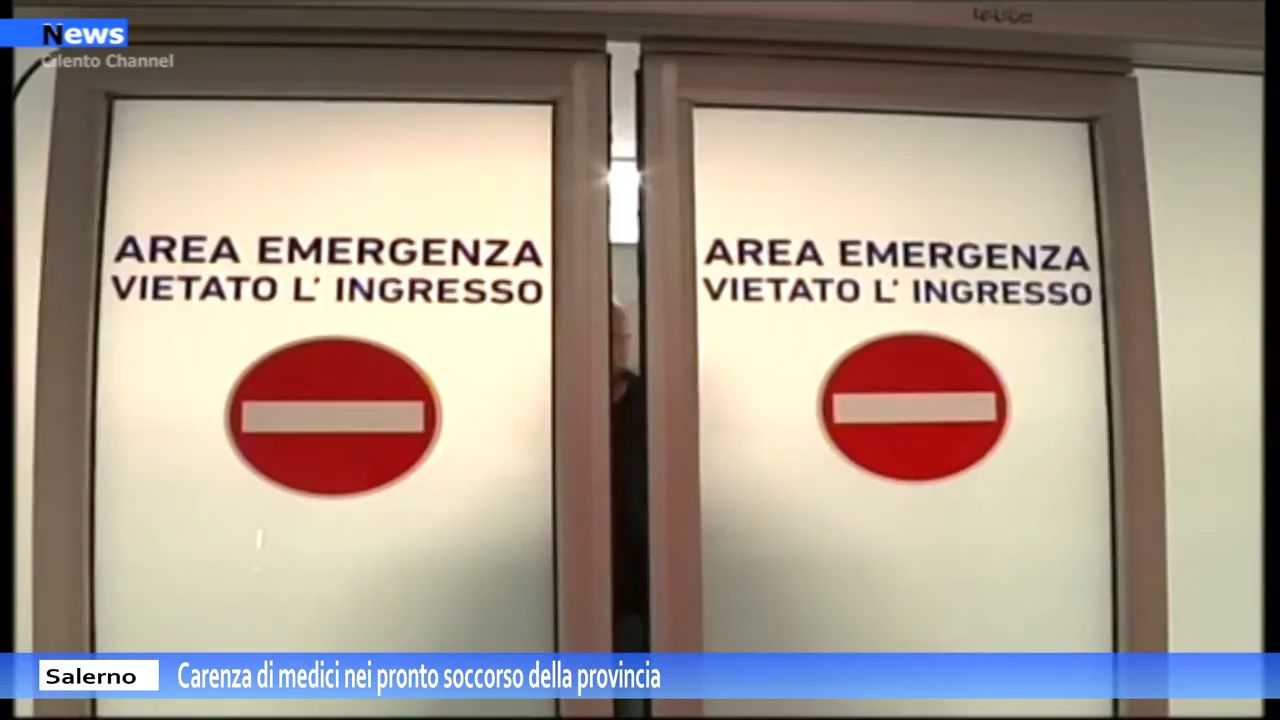 News
Cilento Channel
AREA EMERGENZA
VIETATO L' INGRESSO
AREA EMERGENZA
VIETATO L' INGRESSO
Salerno
Carenza di medici nei pronto soccorso della provincia